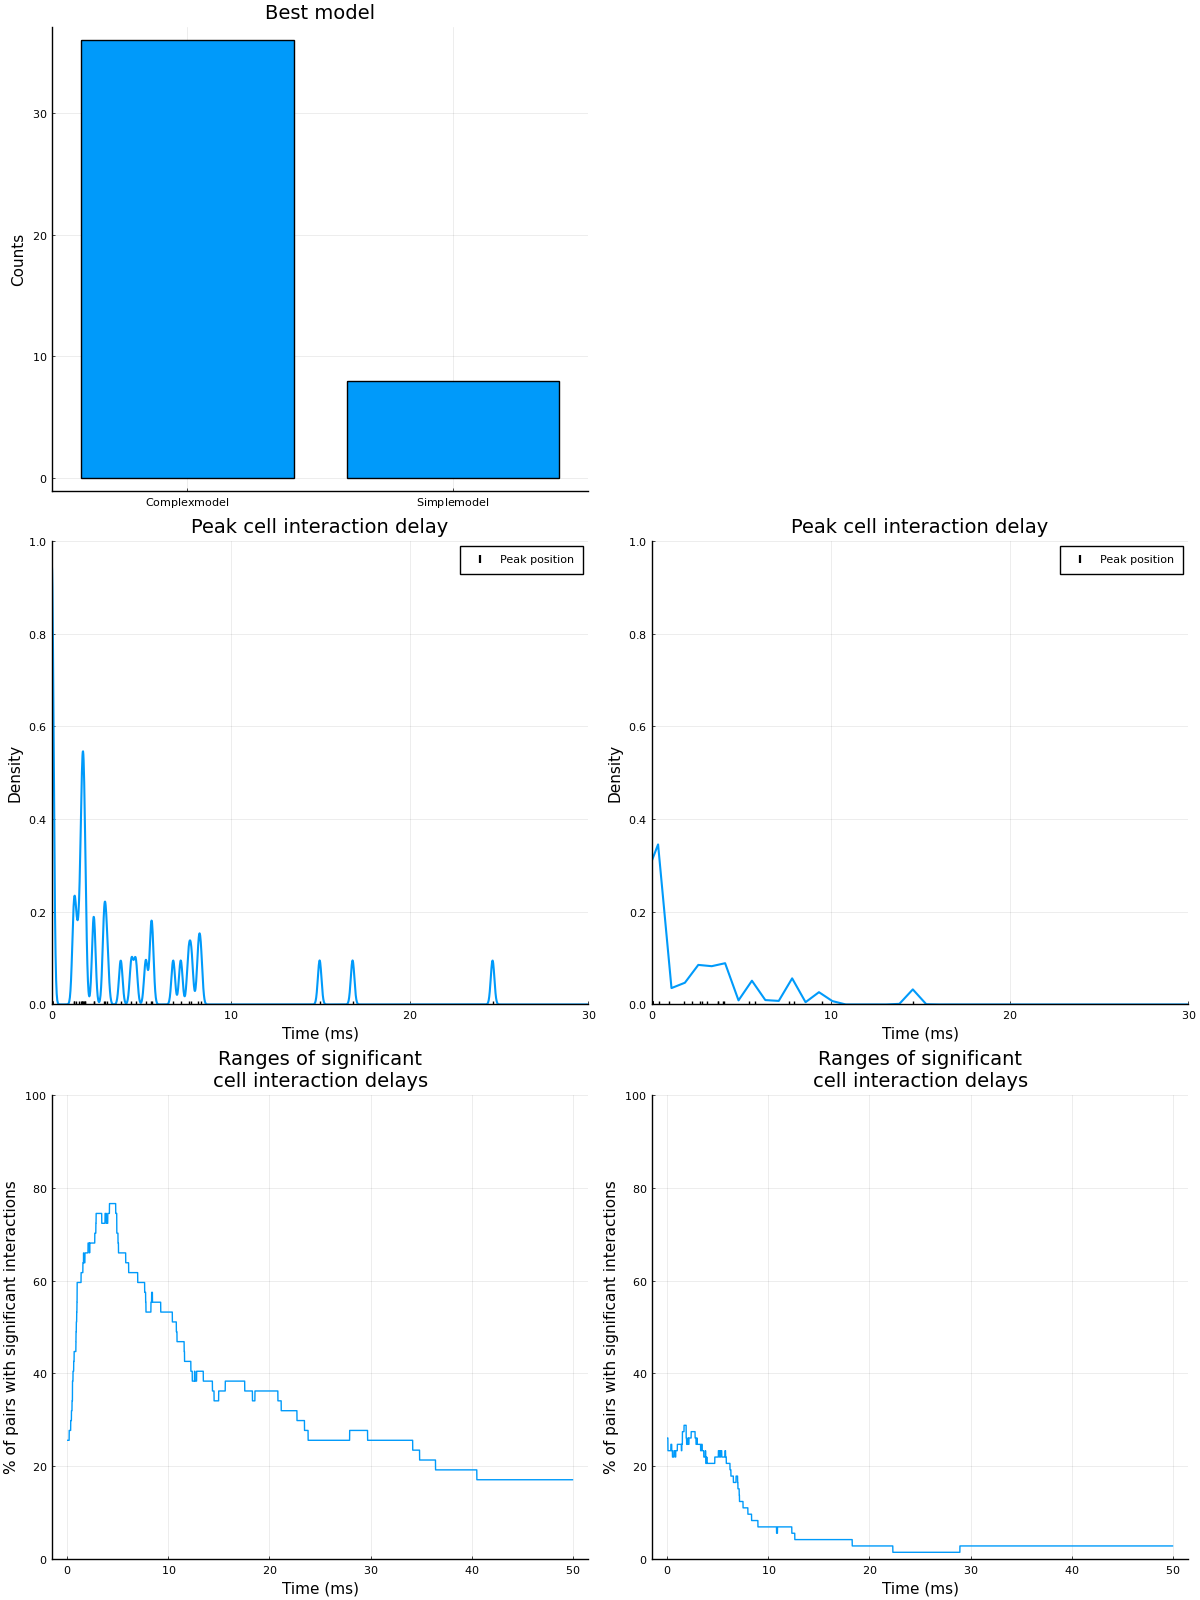 Best model
Counts
30
20
10
0
Complexmodel
Simplemodel
Peak cell interaction delay
Density
1.0
0.8
0.6
0.4
0.2
0.0
Peak position
0
10
20
30
Time (ms)
Peak cell interaction delay
Density
1.0
0.8
0.6
0.4
0.2
0.0
Peak position
0
10
20
30
Time (ms)
Ranges of significant
cell interaction delays
% of pairs with significant interactions
100
80
60
40
20
0
0
10
20
30
40
50
Time (ms)
Ranges of significant
cell interaction delays
% of pairs with significant interactions
100
80
60
40
20
0
0
10
20
30
40
50
Time (ms)